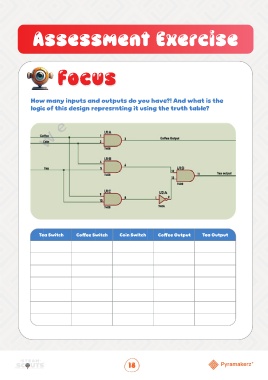 Assessment Exercise
Focus
How many inputs and outputs do you have?! And what is the
logic of this design represrnting it using the truth table?
Coffee
Coin
Tea
Coffee Output
Tea output
Tea Switch Coffee Switch Coin Switch Coffee Output Tea Output
18
Pyramakerz